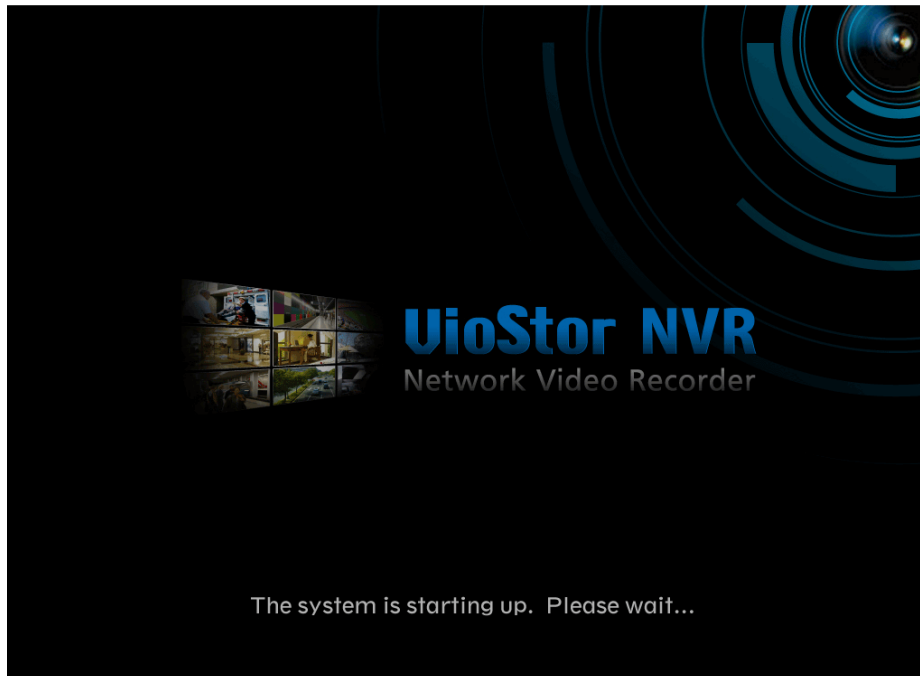 VioStor NVR
Network Video Recorder
The system is starting up. Please wait...